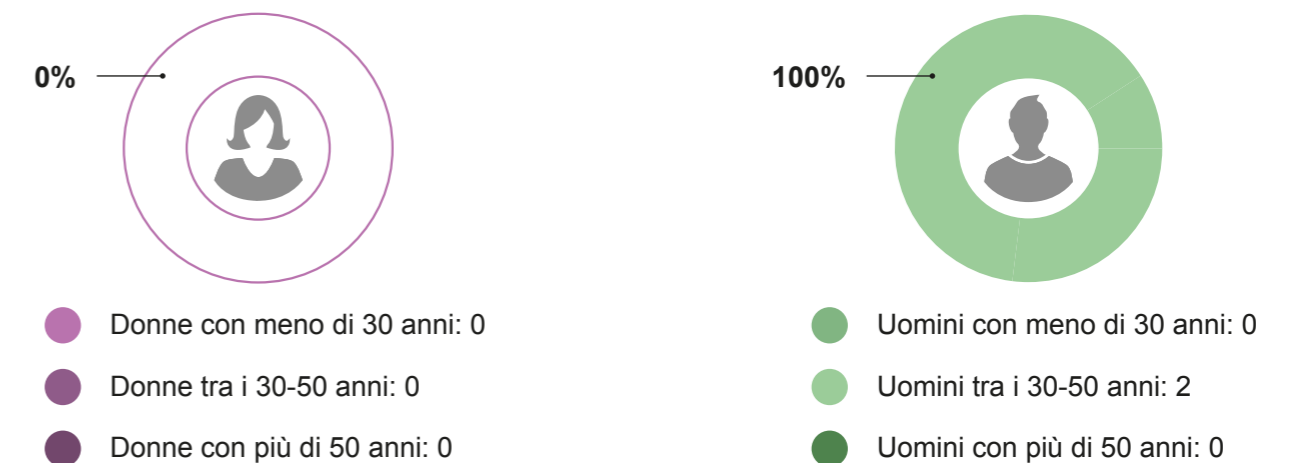 0%
Donne con meno di 30 anni: 0
Donne tra i 30-50 anni: 0
Donne con più di 50 anni: 0
100%
Uomini con meno di 30 anni: 0
Uomini tra i 30-50 anni: 2
Uomini con più di 50 anni: 0